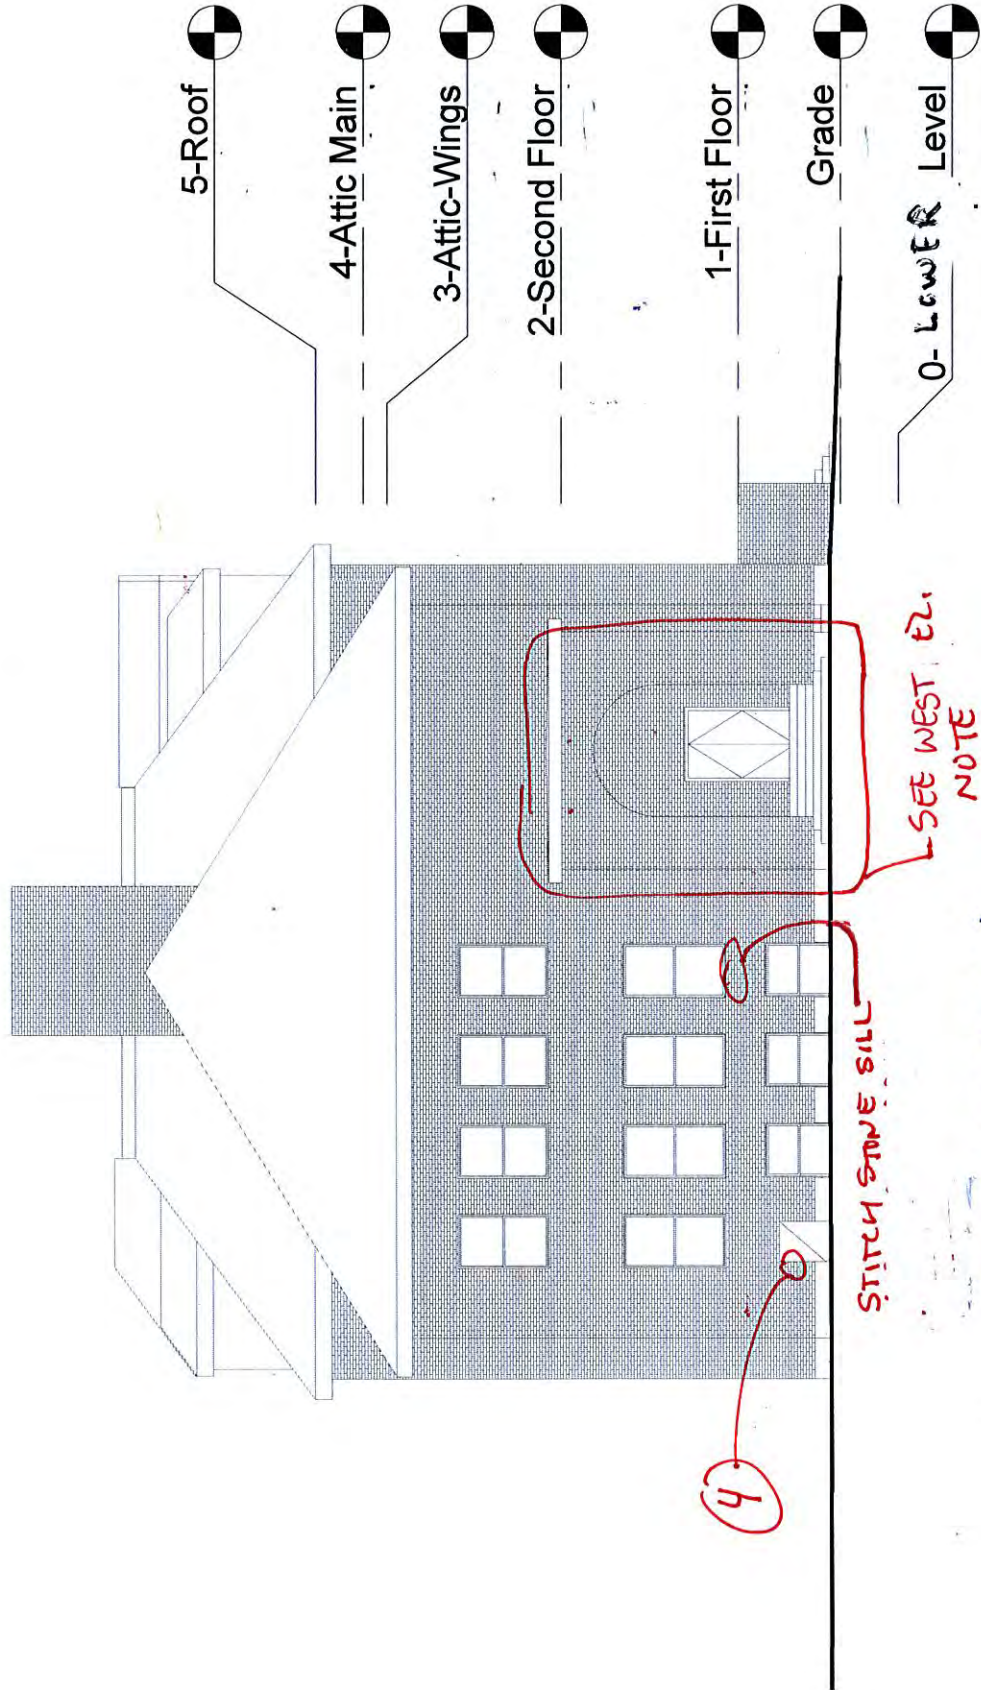 5-Roof
4-Attic Main
3-Attic-Wings
2-Second Floor
1-First Floor
Grade
0- LOWER Level
SEE WEST EL.
NOTE
STITCH STONE SILL
4